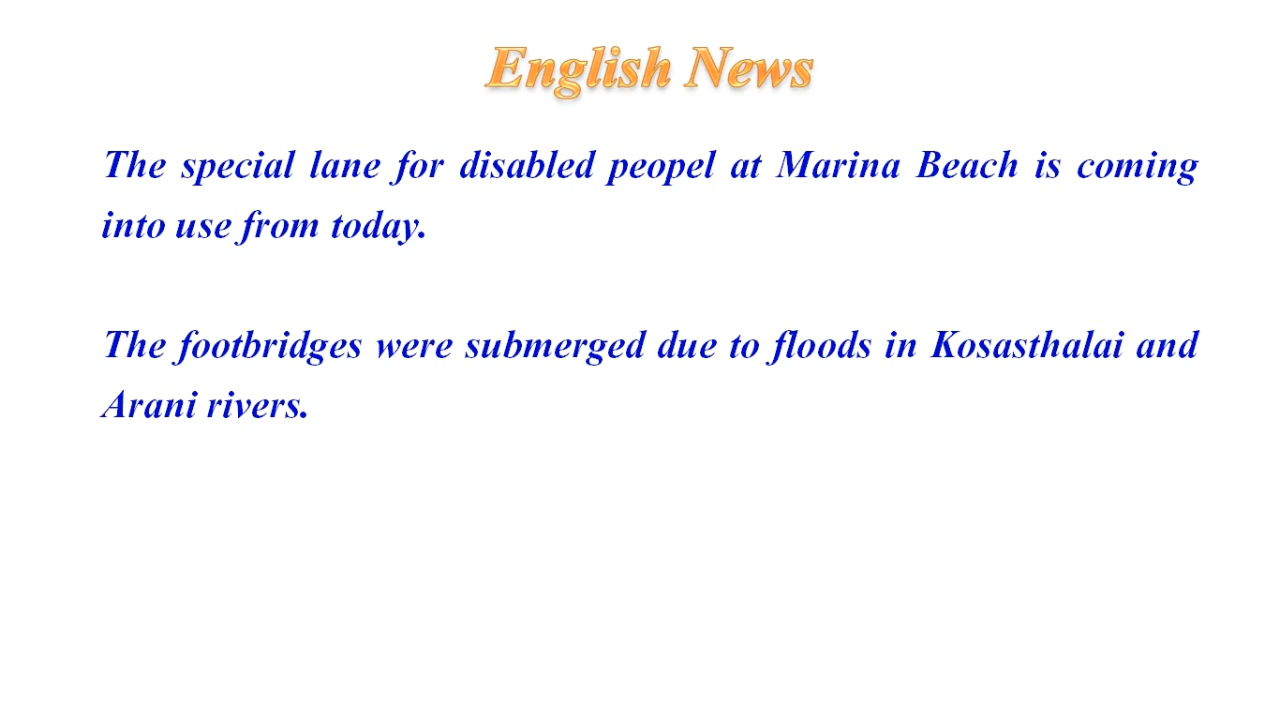 English News
The special lane for disabled peopel at Marina Beach is coming
into use from today.
The footbridges were submerged due to floods in Kosasthalai and
Arani rivers.